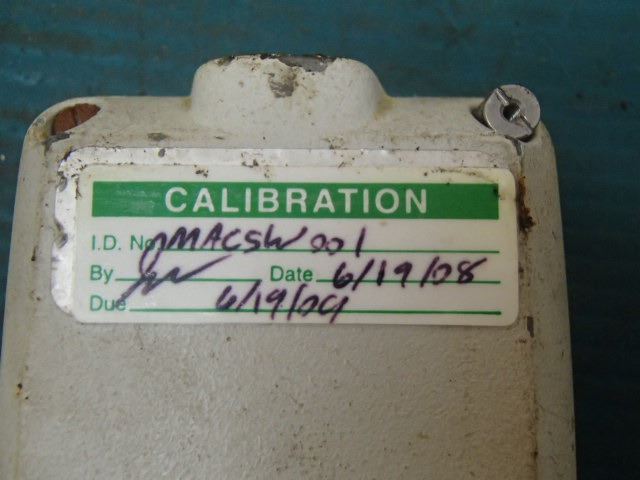 CALIBRATION
I.D. No. MACSW 001
By Date 6/19/08
Due 6/19/09